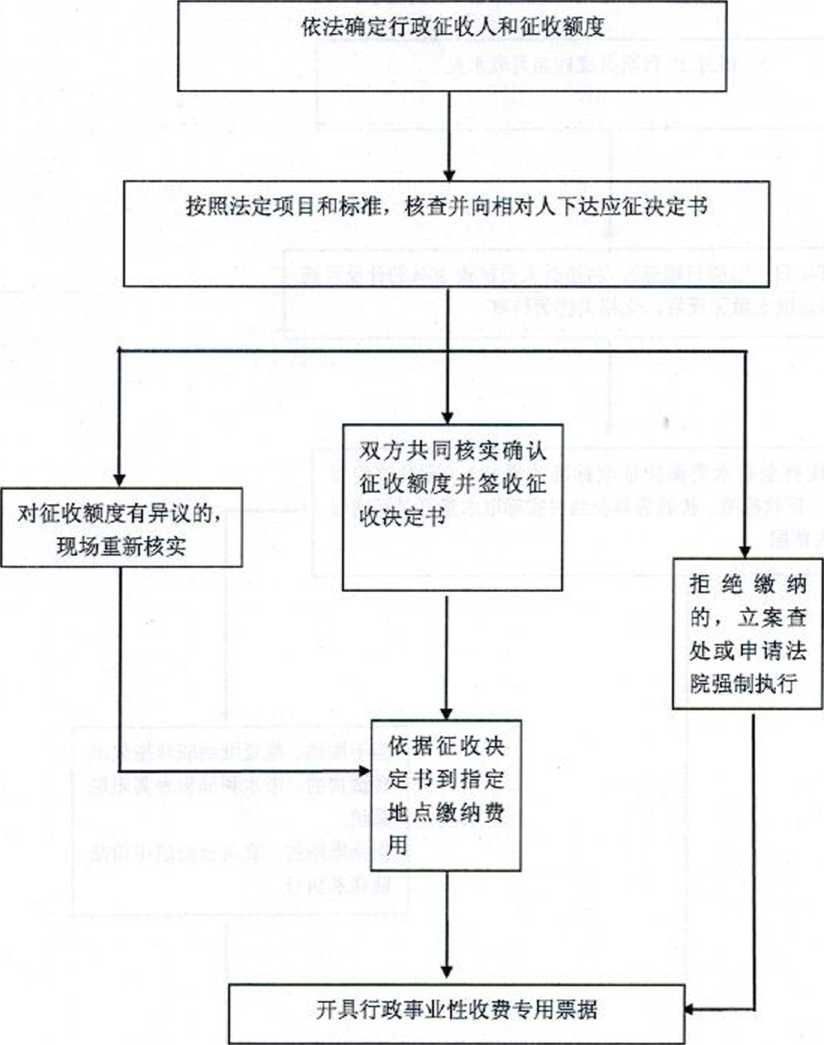 依法确定行政征收人和征收额度
按照法定项目和标准，核查并向相对人下达应征决定书
双方共同核实确认
征收额度并签收征
收决定书
对征收额度有异议的，
现场重新核实
拒绝缴纳
的，立案查
处或申请法
院强制执行
依据征收决
定书到指定
地点缴纳费
用
开具行政事业性收费专用票据